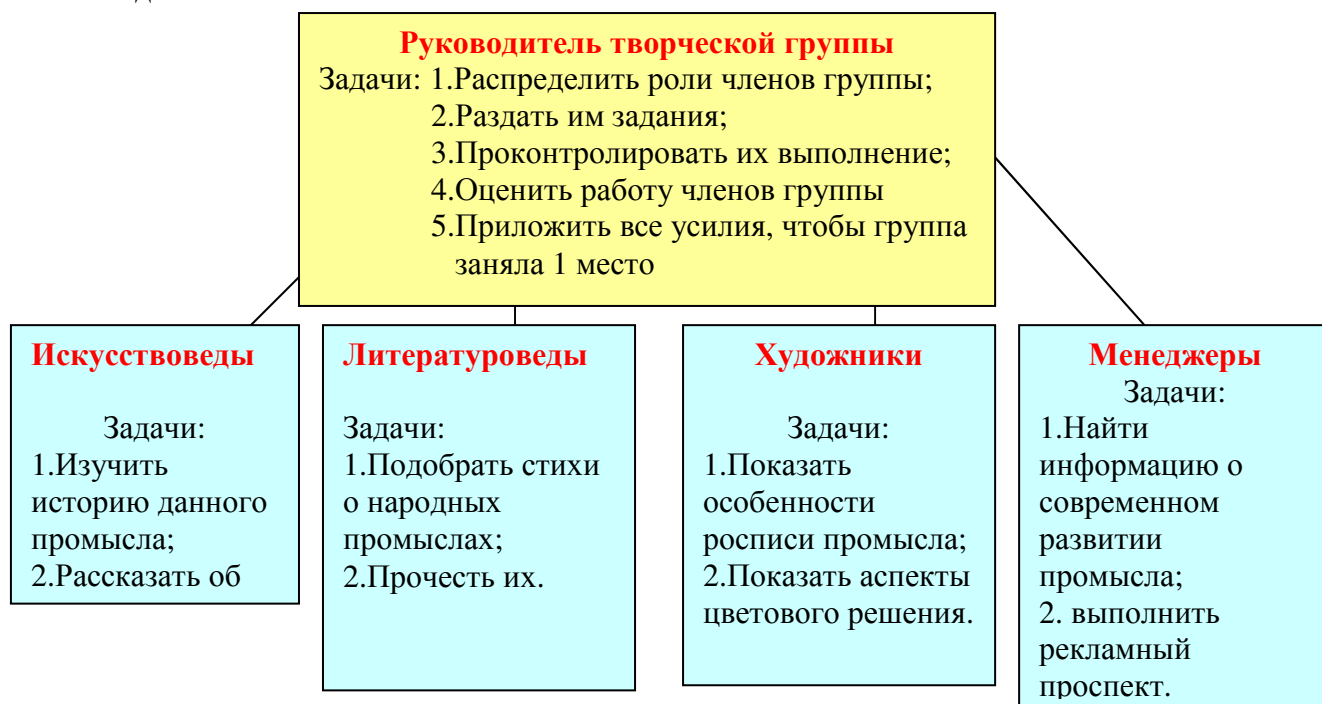 Руководитель творческой группы
Задачи: 1.Распределить роли членов группы;
2.Раздать им задания;
3.Проконтролировать их выполнение;
4.Оценить работу членов группы
5.Приложить все усилия, чтобы группа
заняла 1 место
Искусствоведы
Задачи:
1.Изучить
историю данного
промысла;
2.Рассказать об
Литературоведы
Задачи:
1.Подобрать стихи
о народных
промыслах;
2.Прочесть их.
Художники
Задачи:
1.Показать
особенности
росписи промысла;
2.Показать аспекты
цветового решения.
Менеджеры
Задачи:
1.Найти
информацию о
современном
развитии
промысла;
2. выполнить
рекламный
проспект.